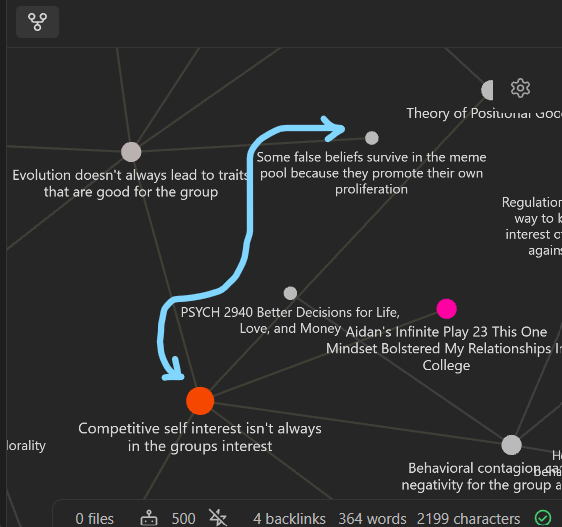 Theory of Positional Goo
Evolution doesn't always lead to traits
that are good for the group
Some false beliefs survive in the meme
pool because they promote their own
proliferation
Regulation
way to b
interest o
agains
PSYCH 2940 Better Decisions for Life,
Love, and Money
Aidan's Infinite Play 23 This One
Mindset Bolstered My Relationships I
College
Competitive self interest isn't always
in the groups interest
lorality
Behavioral contagion ca
negativity for the group a
H
beha
0 files
500
4 backlinks
364 words
2199 characters